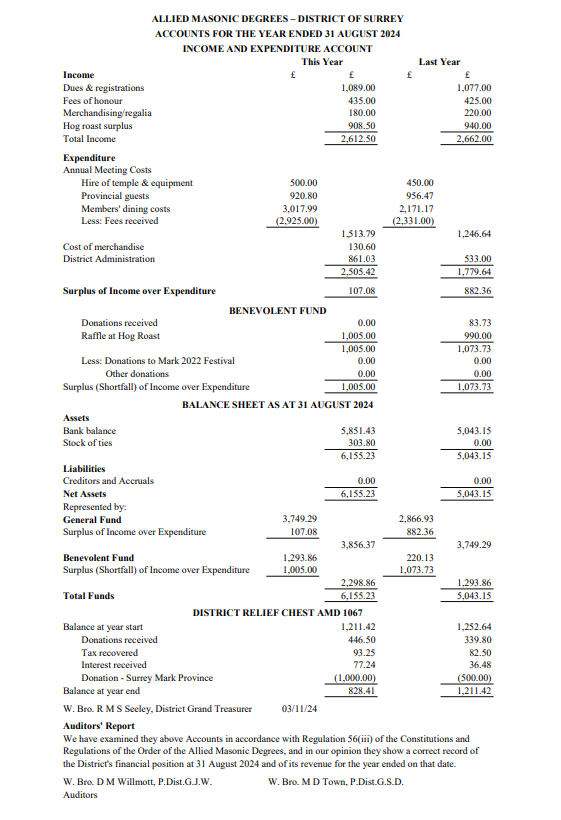 ALLIED MASONIC DEGREES – DISTRICT OF SURREY
ACCOUNTS FOR THE YEAR ENDED 31 AUGUST 2024
INCOME AND EXPENDITURE ACCOUNT
This Year Last Year
Income £ £ £ £
Dues & registrations 1,089.00 1,077.00
Fees of honour 435.00 425.00
Merchandising/regalia 180.00 220.00
Hog roast surplus 908.50 940.00
Total Income 2,612.50 2,662.00
Expenditure
Annual Meeting Costs
Hire of temple & equipment 500.00 450.00
Provincial guests 920.80 956.47
Members' dining costs 3,017.99 2,171.17
Less: Fees received (2,925.00) (2,331.00)
1,513.79 1,246.64
Cost of merchandise 130.60
District Administration 861.03 533.00
2,505.42 1,779.64
Surplus of Income over Expenditure 107.08 882.36
BENEVOLENT FUND
Donations received 0.00 83.73
Raffle at Hog Roast 1,005.00 990.00
1,005.00 1,073.73
Less: Donations to Mark 2022 Festival 0.00 0.00
Other donations 0.00 0.00
Surplus (Shortfall) of Income over Expenditure 1,005.00 1,073.73
BALANCE SHEET AS AT 31 AUGUST 2024
Assets
Bank balance 5,851.43 5,043.15
Stock of ties 303.80 0.00
6,155.23 5,043.15
Liabilities
Creditors and Accruals 0.00 0.00
Net Assets 6,155.23 5,043.15
Represented by:
General Fund 3,749.29 2,866.93
Surplus of Income over Expenditure 107.08 882.36
3,856.37 3,749.29
Benevolent Fund 1,293.86 220.13
Surplus (Shortfall) of Income over Expenditure 1,005.00 1,073.73
2,298.86 1,293.86
Total Funds 6,155.23 5,043.15
DISTRICT RELIEF CHEST AMD 1067
Balance at year start 1,211.42 1,252.64
Donations received 446.50 339.80
Tax recovered 93.25 82.50
Interest received 77.24 36.48
Donation - Surrey Mark Province (1,000.00) (500.00)
Balance at year end 828.41 1,211.42
W. Bro. R M S Seeley, District Grand Treasurer 03/11/24
Auditors' Report
We have examined they above Accounts in accordance with Regulation 56(iii) of the Constitutions and
Regulations of the Order of the Allied Masonic Degrees, and in our opinion they show a correct record of
the District's financial position at 31 August 2024 and of its revenue for the year ended on that date.
W. Bro. D M Willmott, P.Dist.G.J.W. W. Bro. M D Town, P.Dist.G.S.D.
Auditors